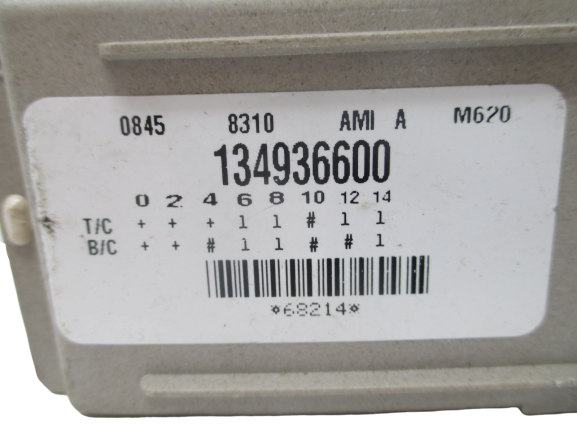 0845 8310 AMI A M620
134936600
0 2 4 6 8 10 12 14
T/C + + + 1 1 # 1 1
B/C + + # 1 1 # # 1
*68214*